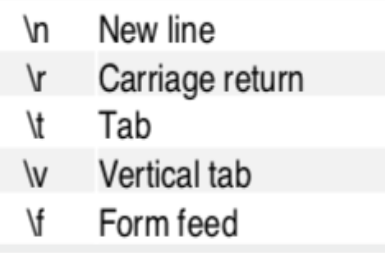 \n New line
\r Carriage return
\t Tab
\v Vertical tab
\f Form feed